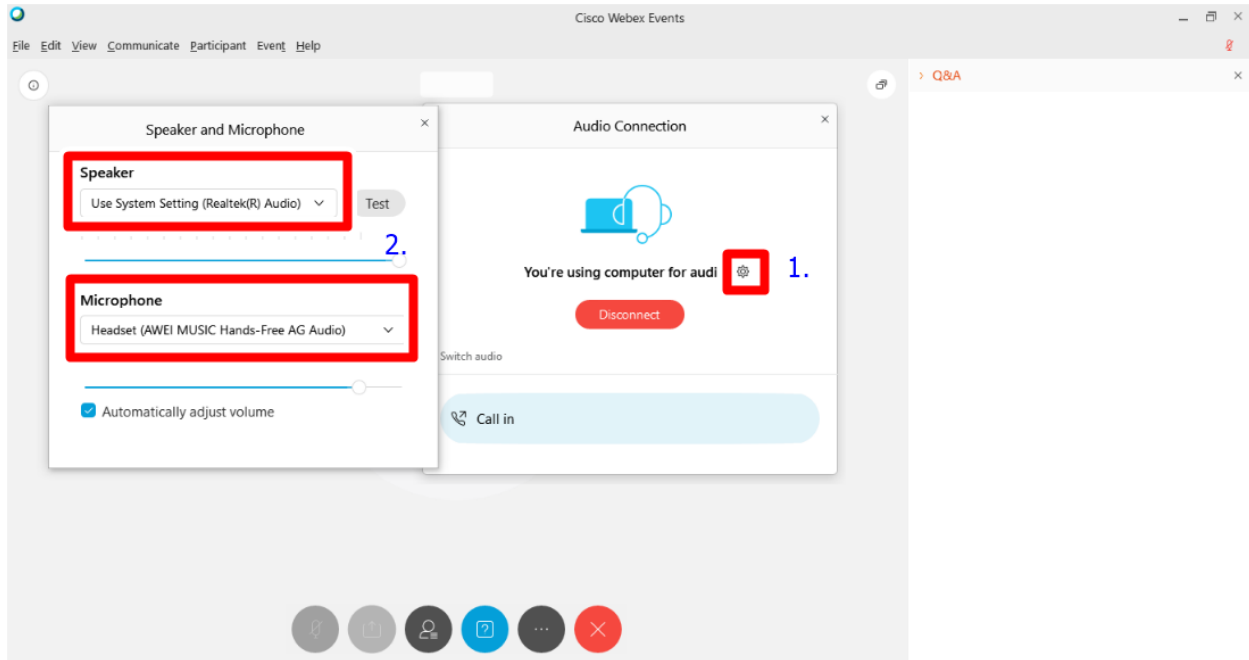 Cisco Webex Events
File Edit View Communicate Participant Event Help
Q&A
Speaker and Microphone
Speaker
Use System Setting (Realtek(R) Audio)
Test
2.
Microphone
Headset (AWEI MUSIC Hands-Free AG Audio)
Automatically adjust volume
Audio Connection
You're using computer for audi
1.
Disconnect
Switch audio
Call in